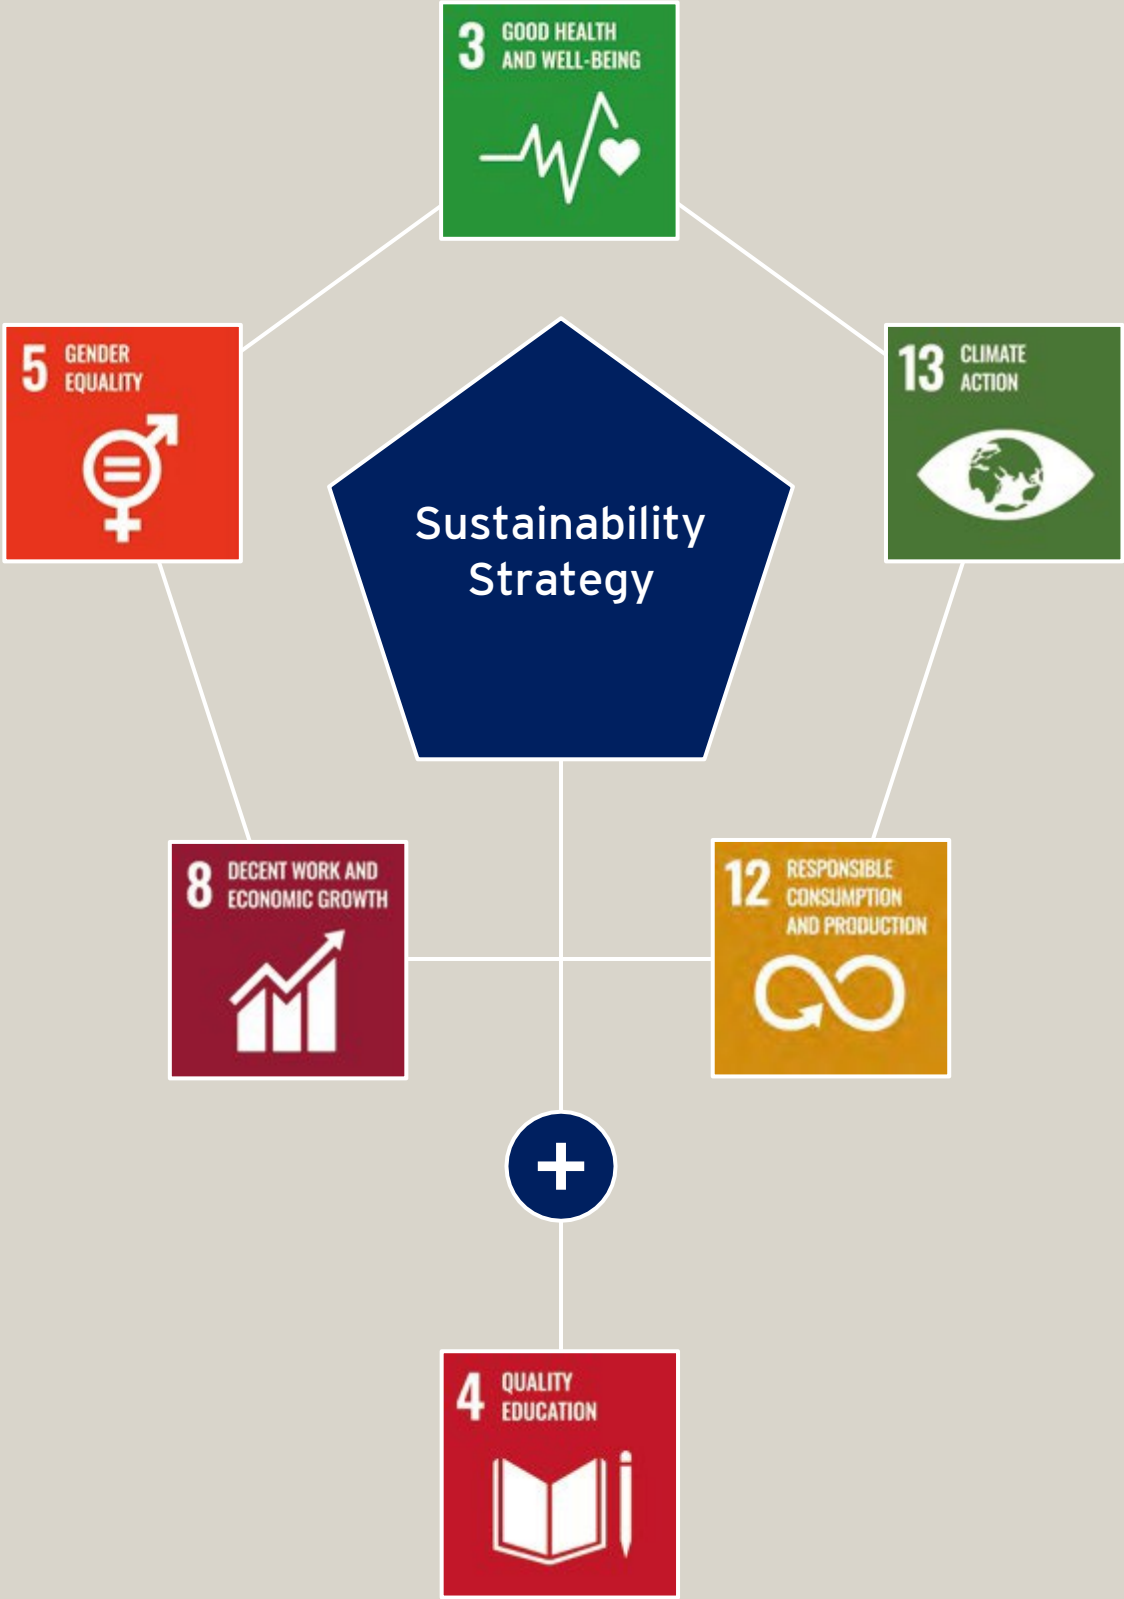 3 GOOD HEALTH
AND WELL-BEING
5 GENDER
EQUALITY
13 CLIMATE
ACTION
Sustainability
Strategy
8 DECENT WORK AND
ECONOMIC GROWTH
12 RESPONSIBLE
CONSUMPTION
AND PRODUCTION
+
4 QUALITY
EDUCATION